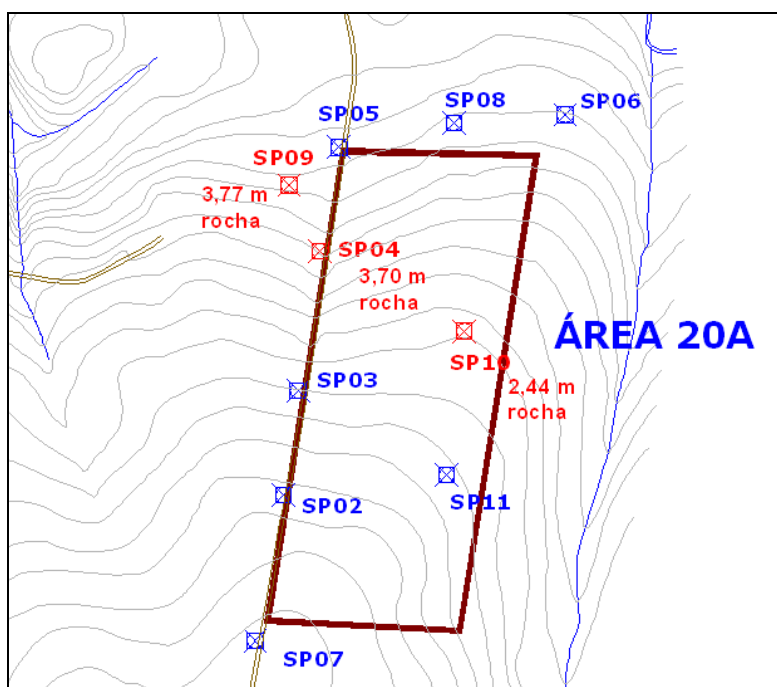 SP08
SP06
SP05
SP09
3,77 m
rocha
SP04
3,70 m
rocha
ÁREA 20A
SP10
SP03
2,44 m
rocha
SP11
SP02
SP07